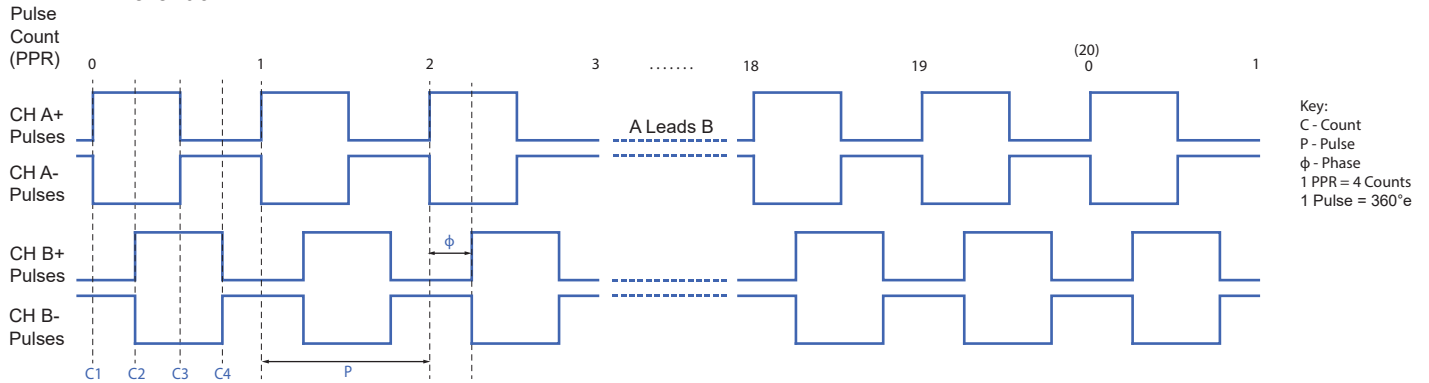 Pulse
Count
(PPR)
0 1 2 3 ....... 18 19 (20) 0 1
CH A+
Pulses
A Leads B
CH A-
Pulses
CH B+
Pulses
ϕ
CH B-
Pulses
C1 C2 C3 C4 P
Key:
C - Count
P - Pulse
ϕ - Phase
1 PPR = 4 Counts
1 Pulse = 360°e